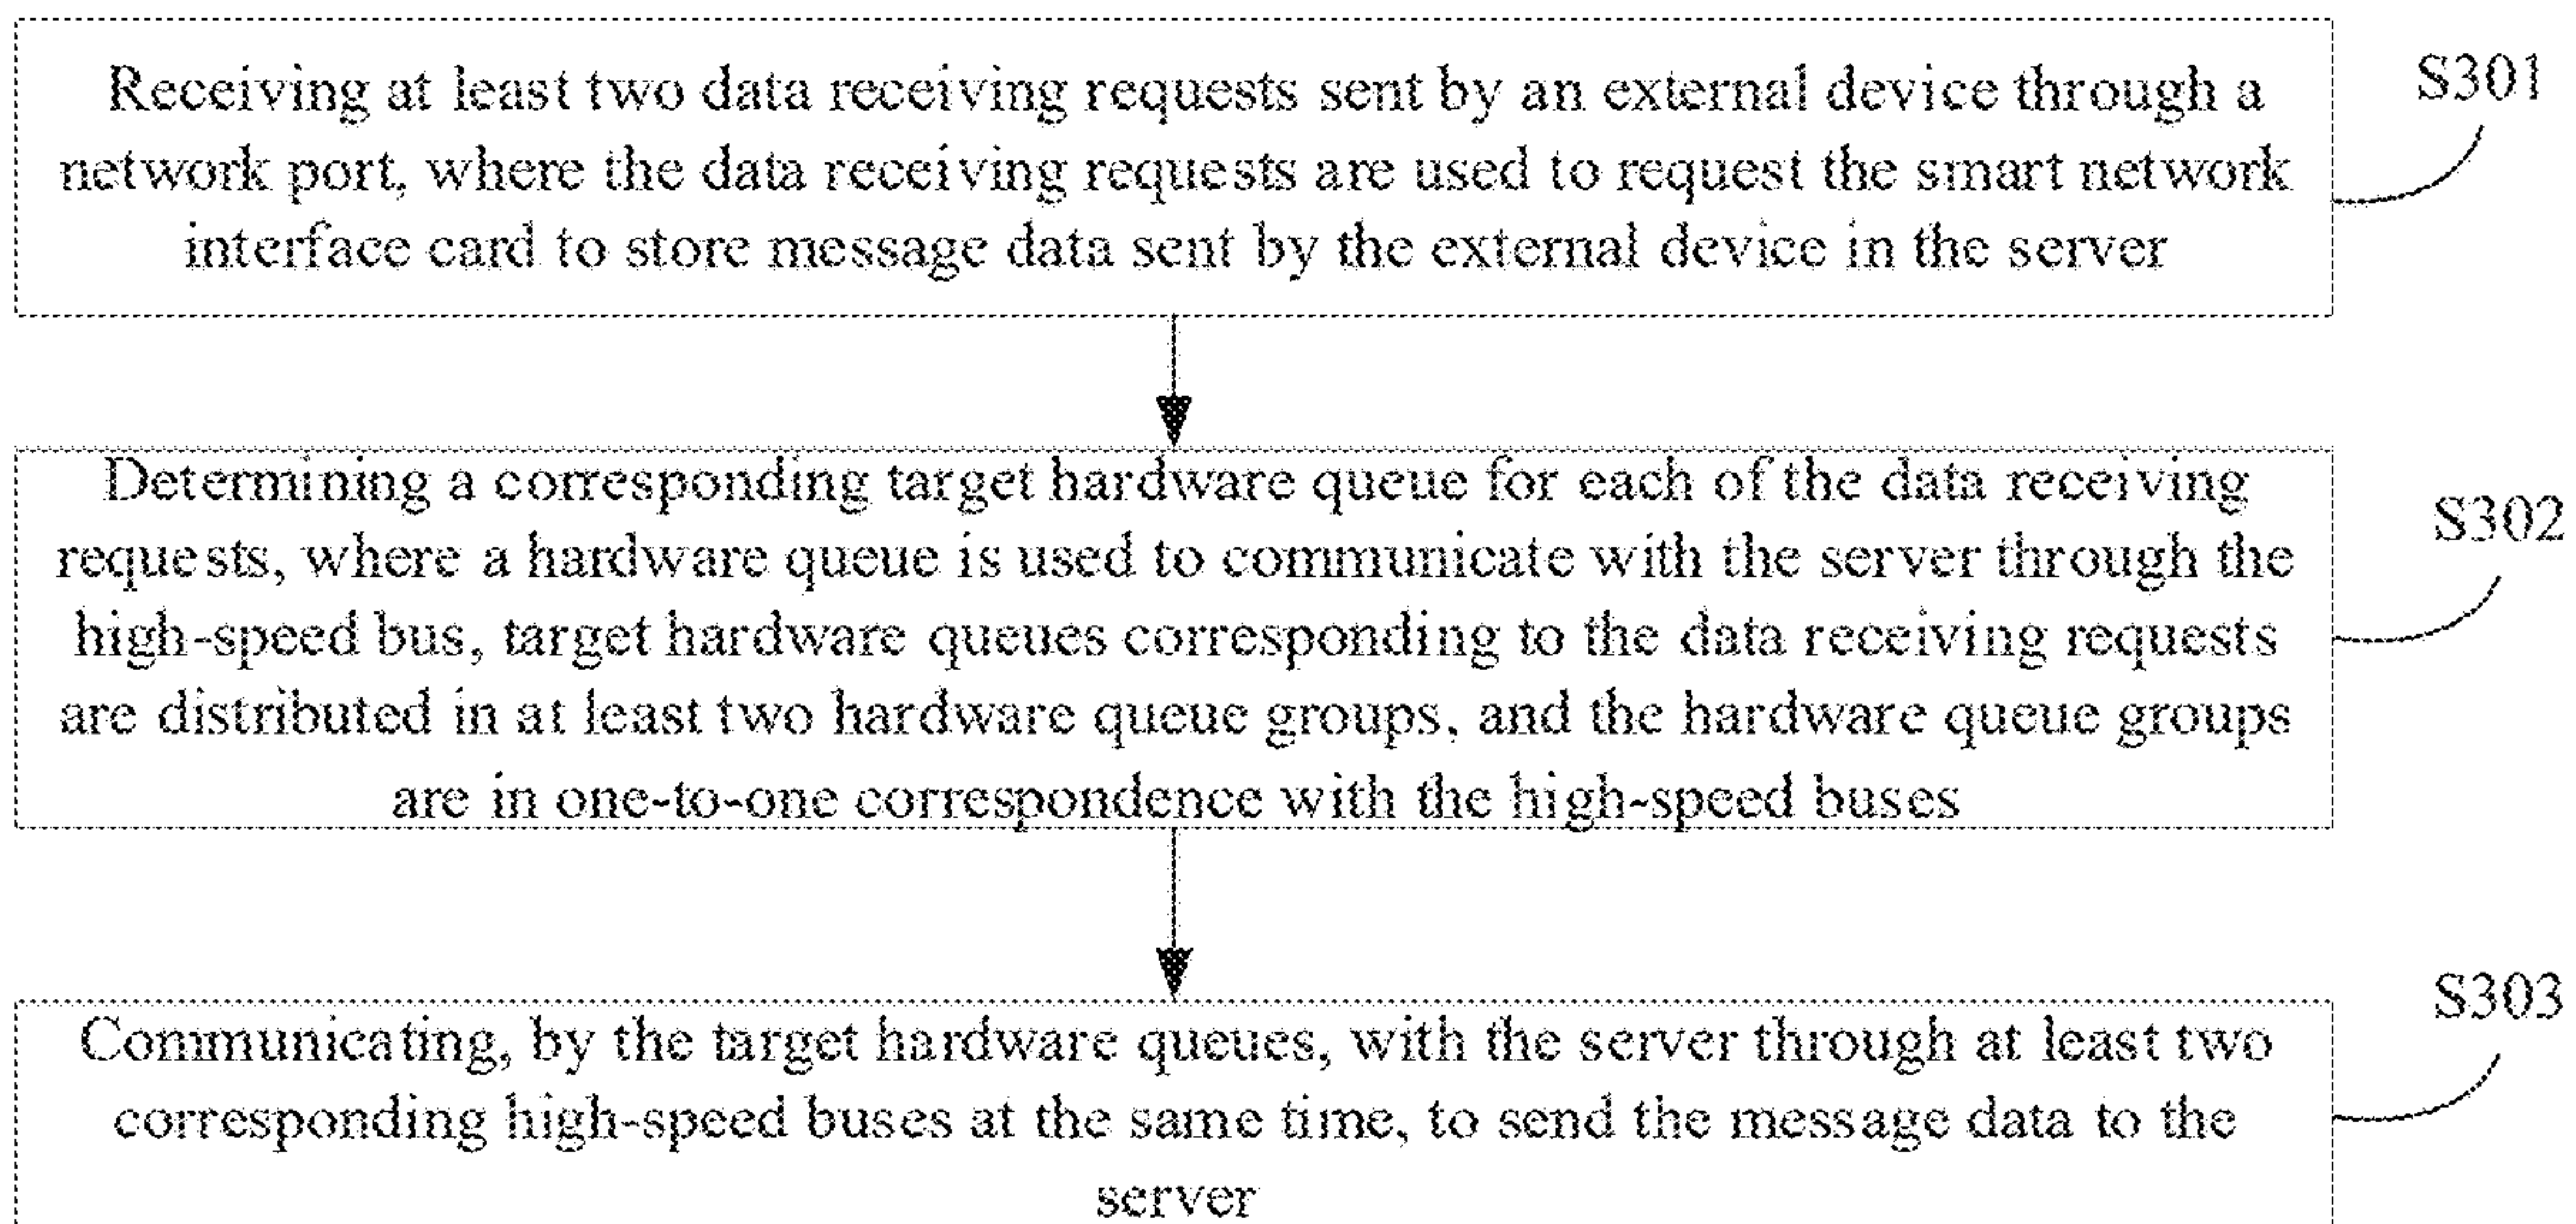 Receiving at least two data receiving requests sent by an external device through a
network port, where the data receiving requests are used to request the smart network
interface card to store message data sent by the external device in the server
S301
Determining a corresponding target hardware queue for each of the data receiving
requests, where a hardware queue is used to communicate with the server through the
high-speed bus, target hardware queues corresponding to the data receiving requests
are distributed in at least two hardware queue groups, and the hardware queue groups
are in one-to-one correspondence with the high-speed buses
S302
Communicating, by the target hardware queues, with the server through at least two
corresponding high-speed buses at the same time, to send the message data to the
server
S303